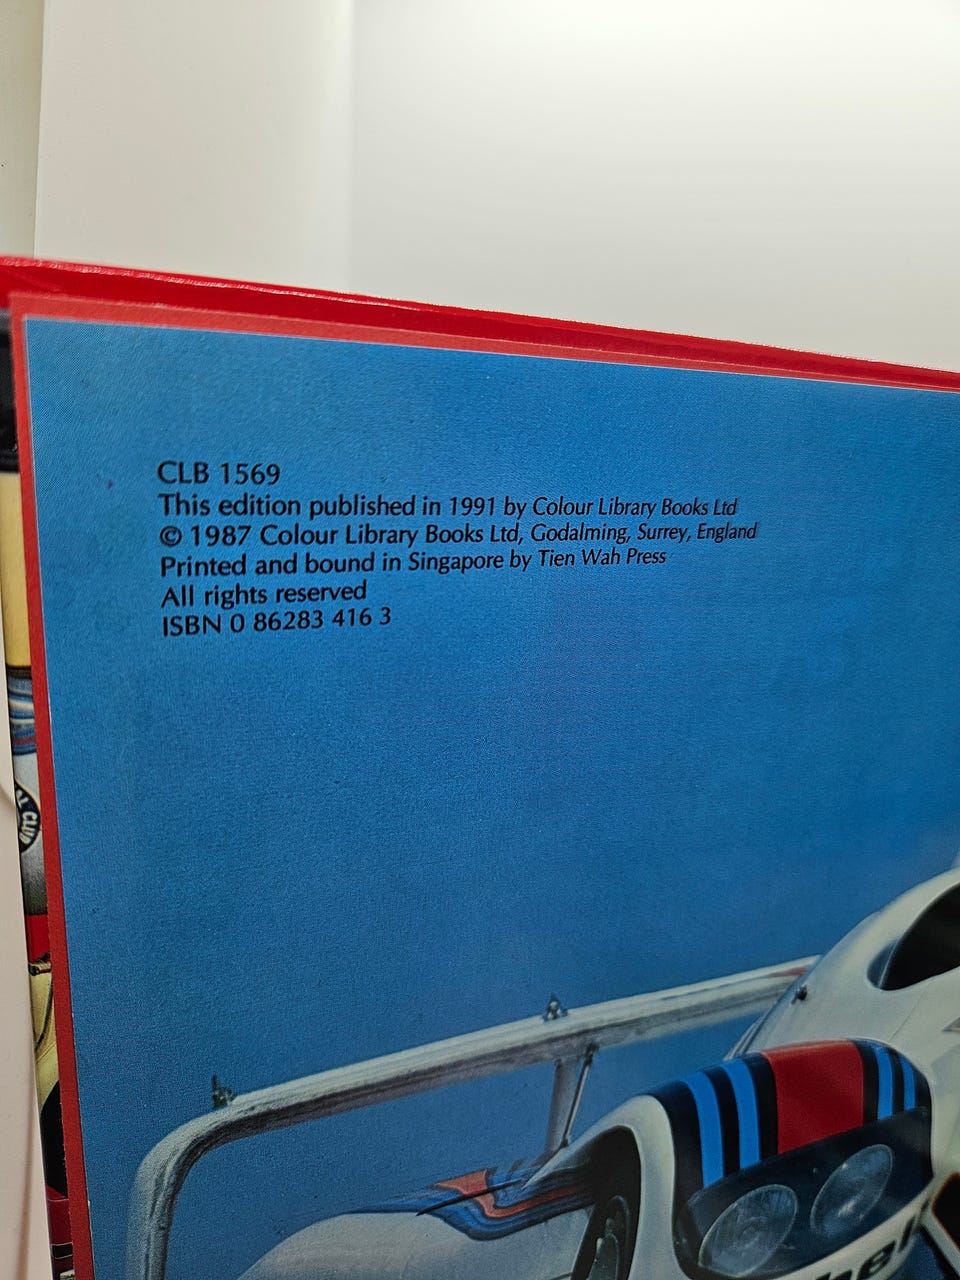 CLB 1569
This edition published in 1991 by Colour Library Books Ltd
© 1987 Colour Library Books Ltd, Godalming, Surrey, England
Printed and bound in Singapore by Tien Wah Press
All rights reserved
ISBN 0 86283 416 3
CLUB